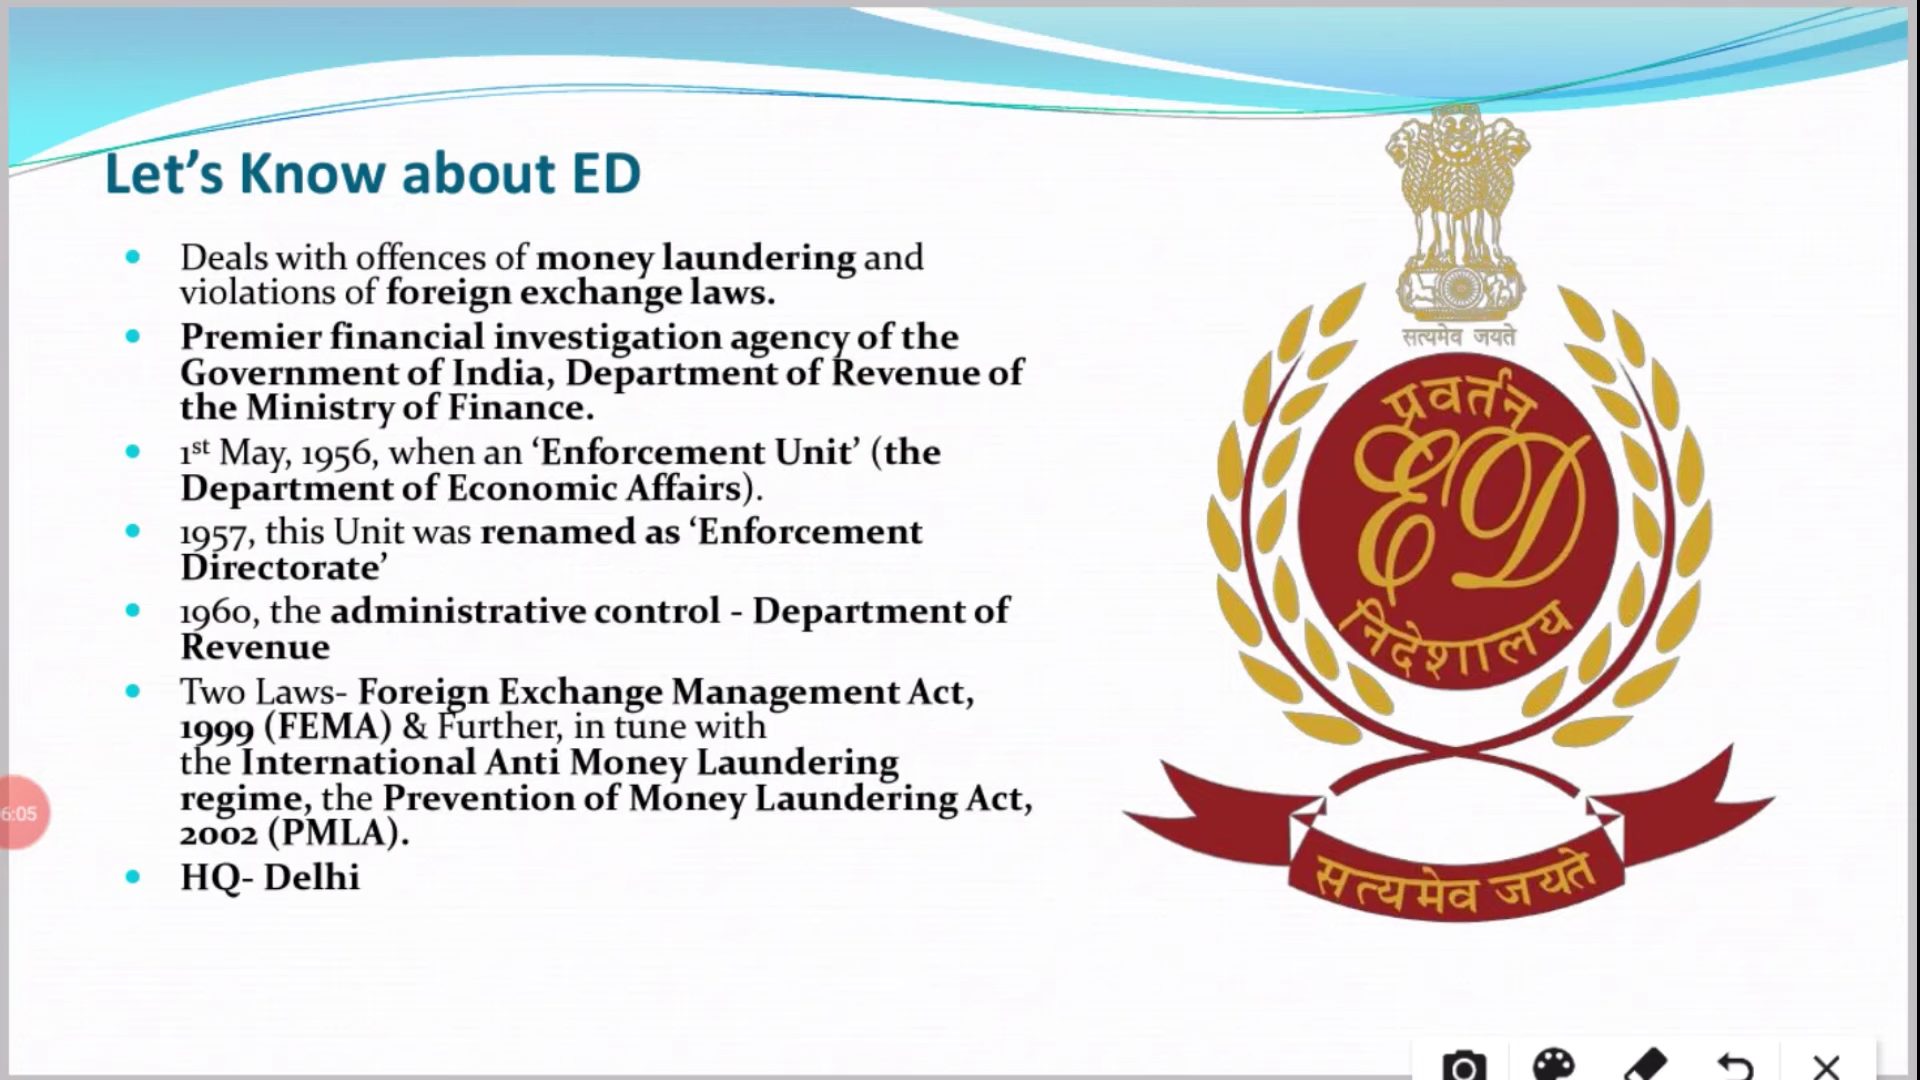 Let's Know about ED
Deals with offences of money laundering and
violations of foreign exchange laws.
Premier financial investigation agency of the
Government of India, Department of Revenue of
the Ministry of Finance.
1st May, 1956, when an ‘Enforcement Unit’ (the
Department of Economic Affairs).
1957, this Unit was renamed as ‘Enforcement
Directorate’
1960, the administrative control - Department of
Revenue
Two Laws- Foreign Exchange Management Act,
1999 (FEMA) & Further, in tune with
the International Anti Money Laundering
regime, the Prevention of Money Laundering Act,
2002 (PMLA).
HQ- Delhi
सत्यमेव जयते
प्रवर्तन
ED
निदेशालय
सत्यमेव जयते
6:05